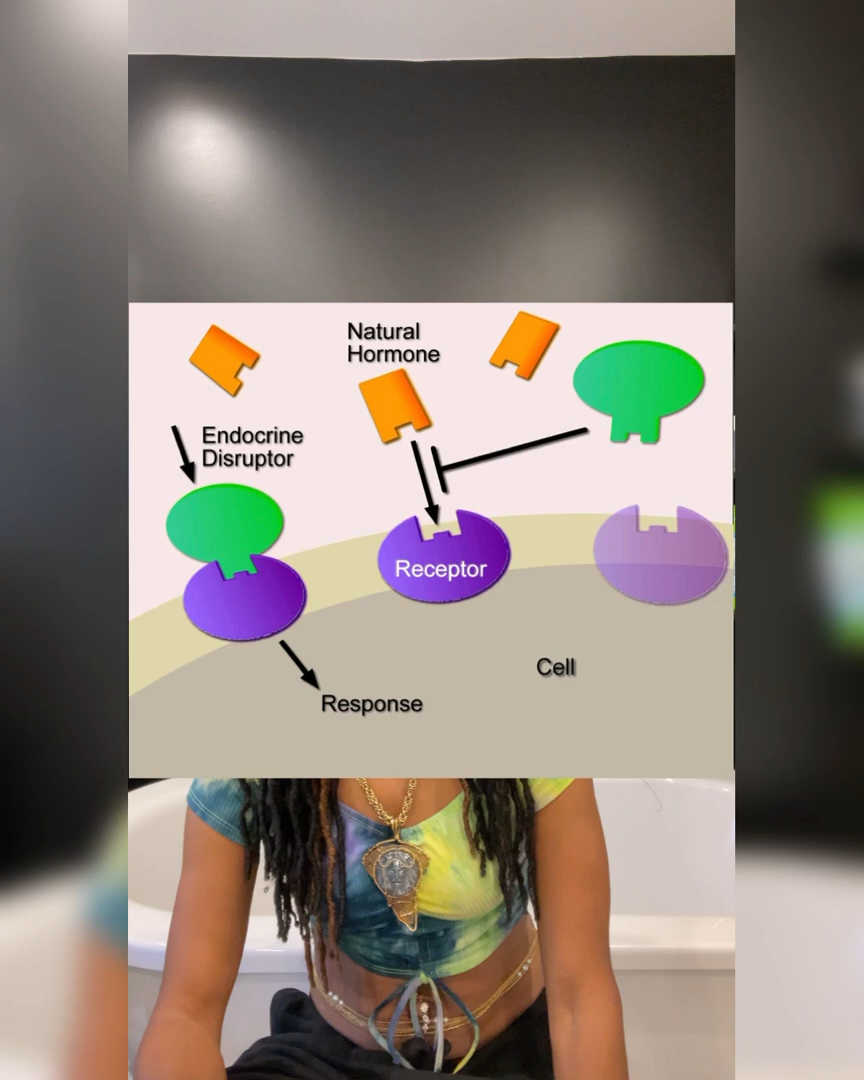 Natural
Hormone
Endocrine
Disruptor
Receptor
Cell
Response